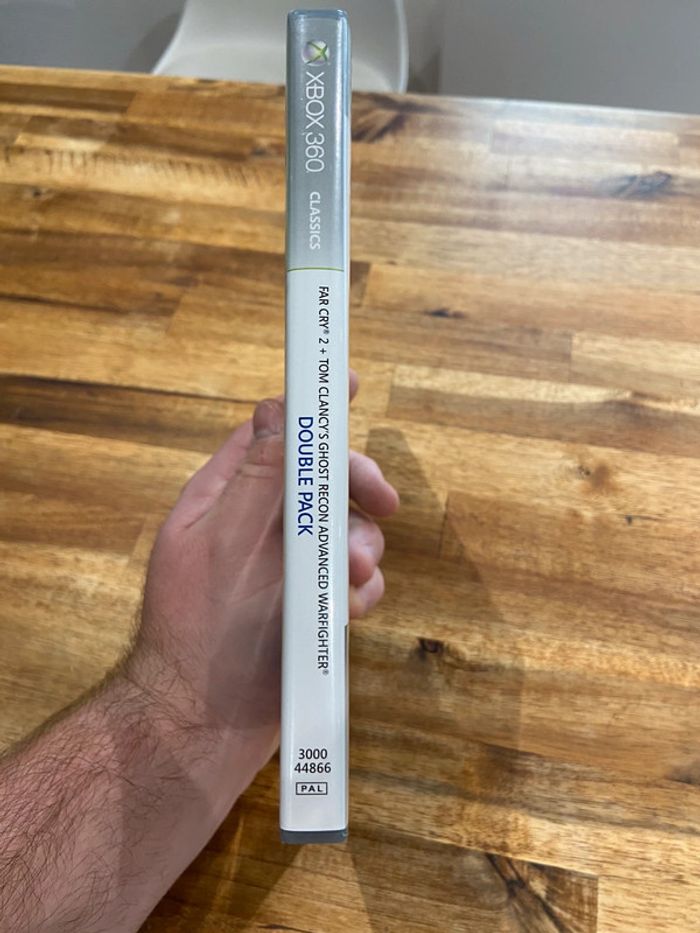 XBOX 360
CLASSICS
FAR CRY® 2 + TOM CLANCY'S GHOST RECON ADVANCED WARFIGHTER®
DOUBLE PACK
3000
44866
PAL